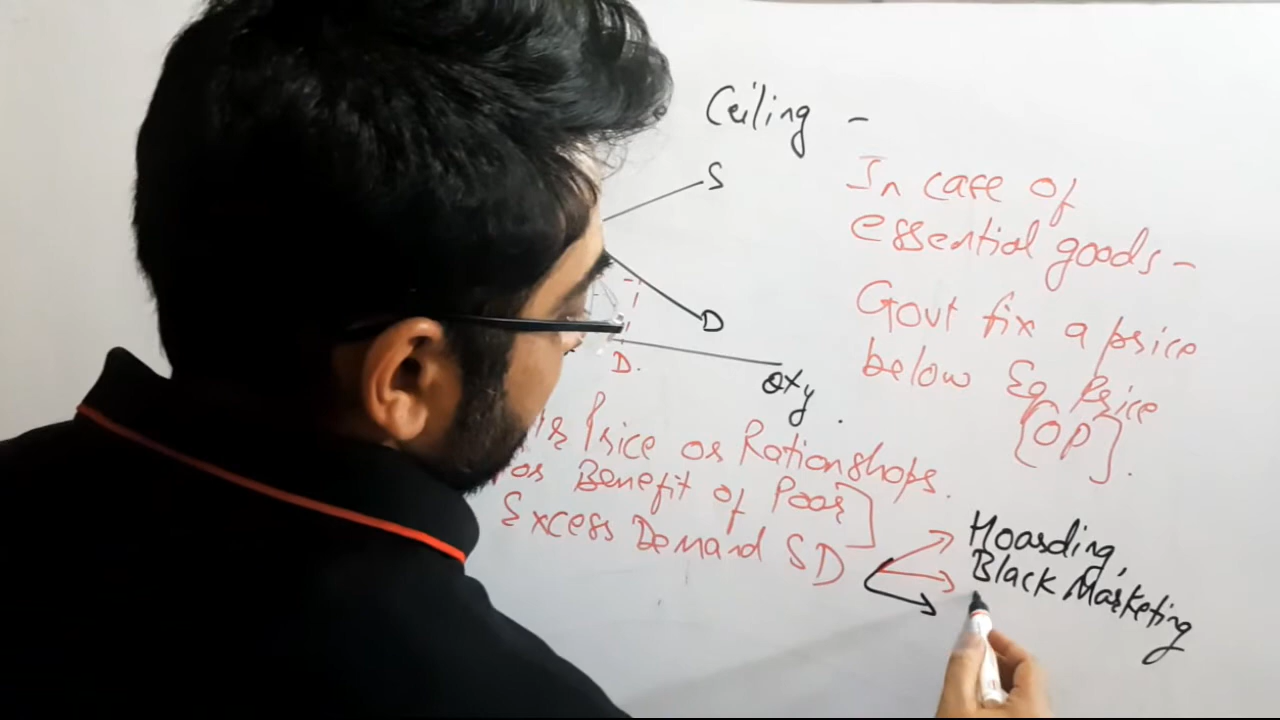 Ceiling -
S
In case of
essential goods -
D
Govt fix a price
below Eq Price
[OP].
D.
Qty.
Price or Rationshops.
Benefit of Poor
Excess Demand SD
Hoarding,
Black Marketing